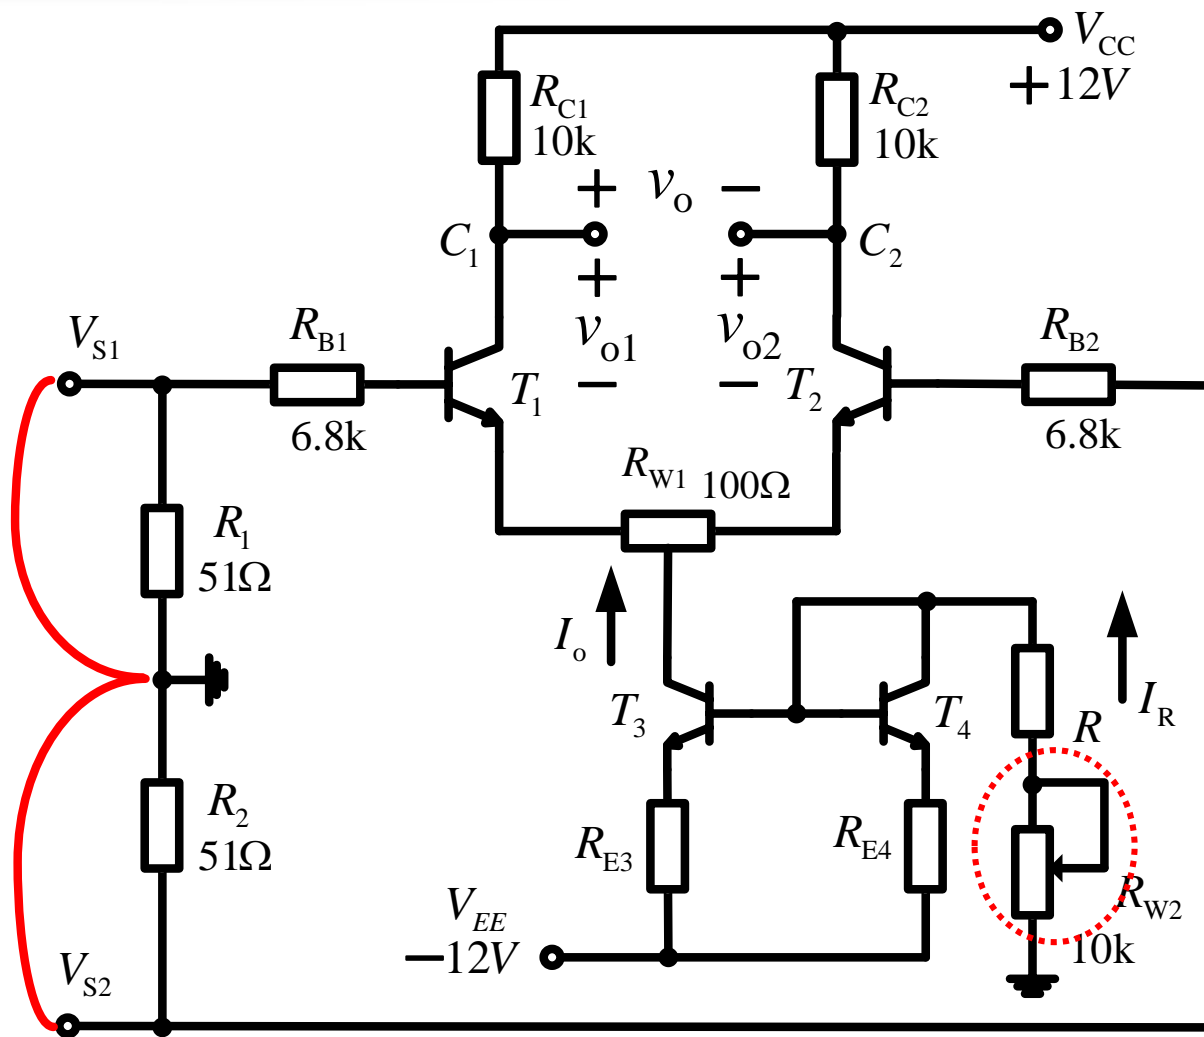 VCC
+12V
RC1
10k
RC2
10k
+ vo −
C1
C2
+
+
vo1
vo2
−
−
VS1
RB1
6.8k
T1
T2
RB2
6.8k
RW1
100Ω
R1
51Ω
Io
IR
T3
T4
R
R2
51Ω
RE3
RE4
RW2
10k
VEE
−12V
VS2